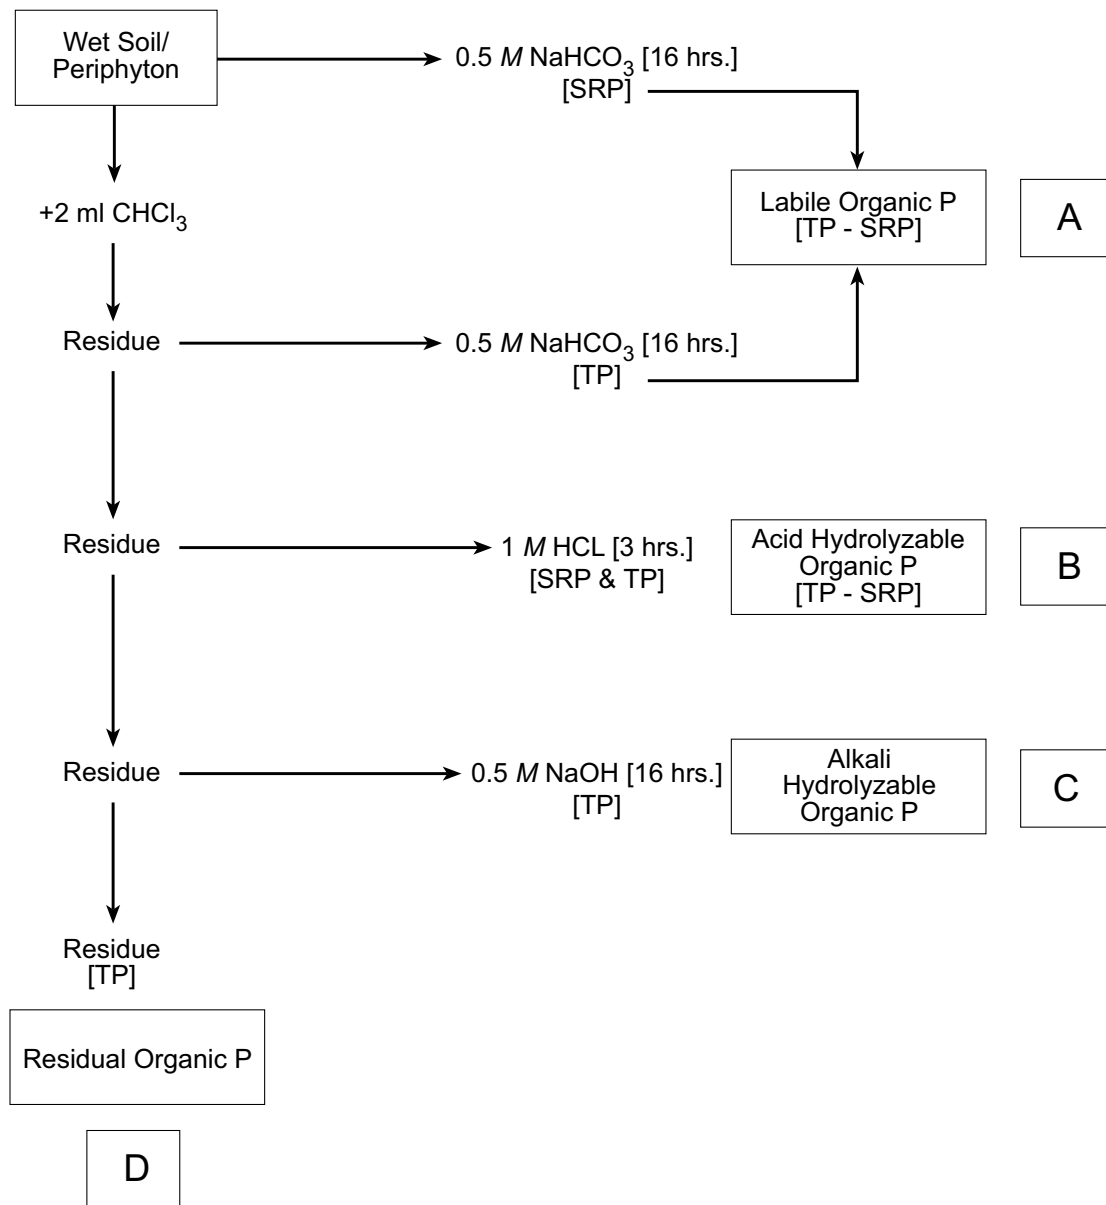 Wet Soil/
Periphyton
0.5 M NaHCO3 [16 hrs.]
[SRP]
+2 ml CHCl3
Labile Organic P
[TP - SRP]
A
Residue
0.5 M NaHCO3 [16 hrs.]
[TP]
Residue
1 M HCL [3 hrs.]
[SRP & TP]
Acid Hydrolyzable
Organic P
[TP - SRP]
B
Residue
0.5 M NaOH [16 hrs.]
[TP]
Alkali
Hydrolyzable
Organic P
C
Residue
[TP]
Residual Organic P
D